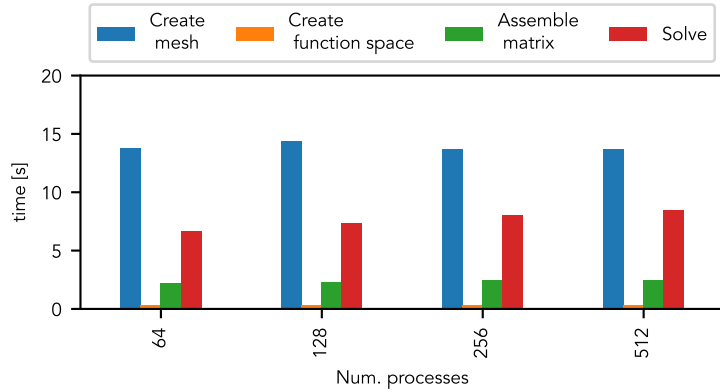 Create
mesh
Create
function space
Assemble
matrix
Solve
20
15
10
5
0
time [s]
64
128
256
512
Num. processes